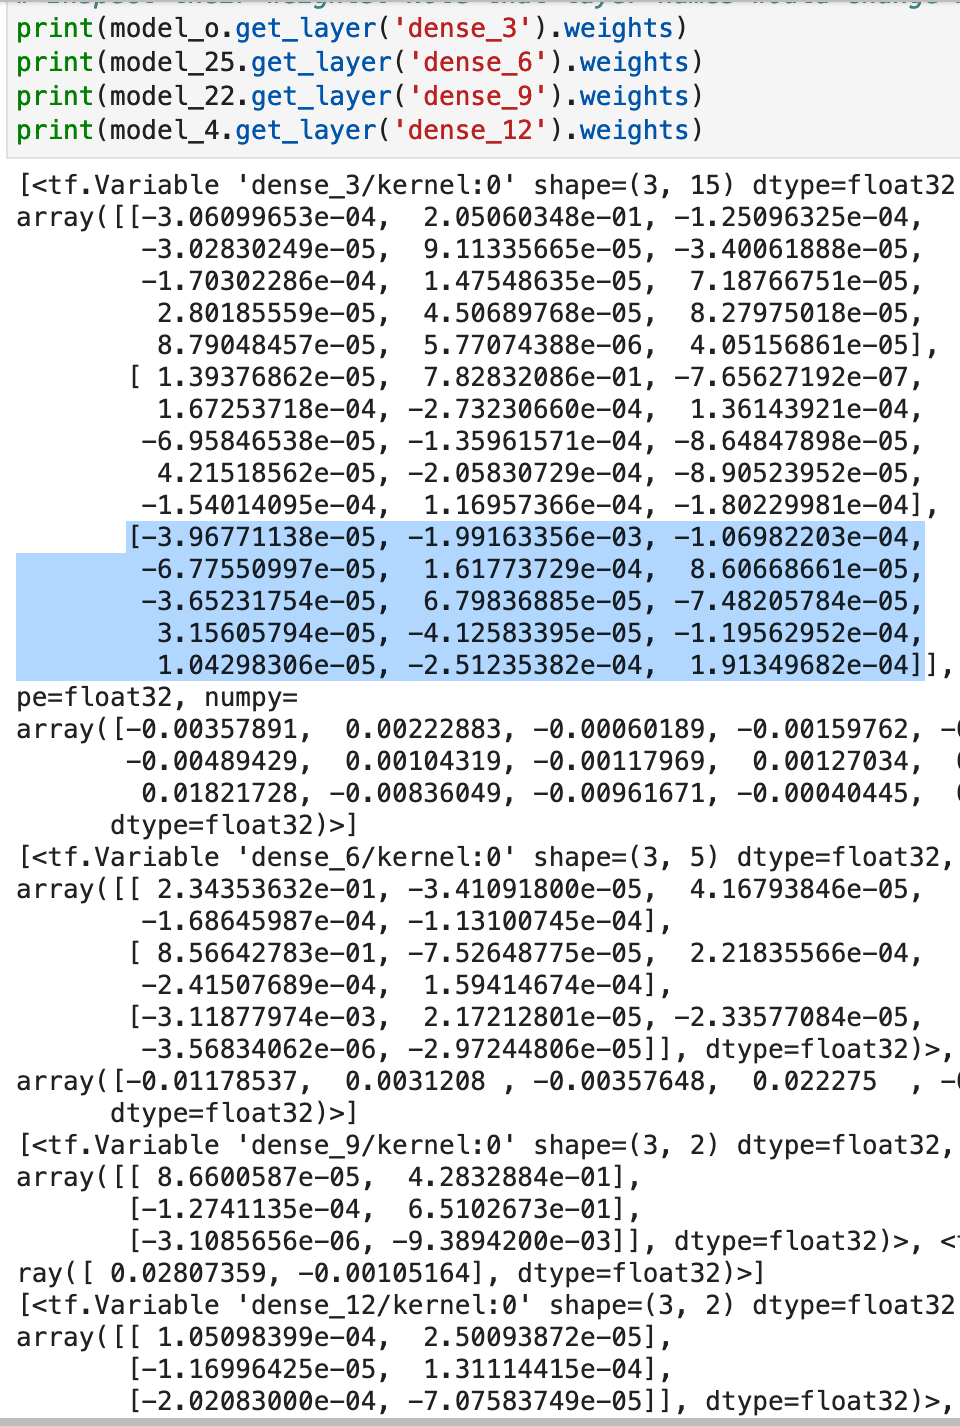 print(model_o.get_layer('dense_3').weights)
print(model_25.get_layer('dense_6').weights)
print(model_22.get_layer('dense_9').weights)
print(model_4.get_layer('dense_12').weights)
[<tf.Variable 'dense_3/kernel:0' shape=(3, 15) dtype=float32
array([[-3.06099653e-04,  2.05060348e-01, -1.25096325e-04,
-3.02830249e-05,  9.11335665e-05, -3.40061888e-05,
-1.70302286e-04,  1.47548635e-05,  7.18766751e-05,
2.80185559e-05,  4.50689768e-05,  8.27975018e-05,
8.79048457e-05,  5.77074388e-06,  4.05156861e-05],
[ 1.39376862e-05,  7.82832086e-01, -7.65627192e-07,
1.67253718e-04, -2.73230660e-04,  1.36143921e-04,
-6.95846538e-05, -1.35961571e-04, -8.64847898e-05,
4.21518562e-05, -2.05830729e-04, -8.90523952e-05,
-1.54014095e-04,  1.16957366e-04, -1.80229981e-04],
[-3.96771138e-05, -1.99163356e-03, -1.06982203e-04,
-6.77550997e-05,  1.61773729e-04,  8.60668661e-05,
-3.65231754e-05,  6.79836885e-05, -7.48205784e-05,
3.15605794e-05, -4.12583395e-05, -1.19562952e-04,
1.04298306e-05, -2.51235382e-04,  1.91349682e-04]],
pe=float32, numpy=
array([-0.00357891,  0.00222883, -0.00060189, -0.00159762,
-0.00489429,  0.00104319, -0.00117969,  0.00127034,
0.01821728, -0.00836049, -0.00961671, -0.00040445,
dtype=float32)>]
[<tf.Variable 'dense_6/kernel:0' shape=(3, 5) dtype=float32,
array([[ 2.34353632e-01, -3.41091800e-05,  4.16793846e-05,
-1.68645987e-04, -1.13100745e-04],
[ 8.56642783e-01, -7.52648775e-05,  2.21835566e-04,
-2.41507689e-04,  1.59414674e-04],
[-3.11877974e-03,  2.17212801e-05, -2.33577084e-05,
-3.56834062e-06, -2.97244806e-05]], dtype=float32)>,
array([-0.01178537,  0.0031208 , -0.00357648,  0.022275  ,
dtype=float32)>]
[<tf.Variable 'dense_9/kernel:0' shape=(3, 2) dtype=float32,
array([[ 8.6600587e-05,  4.2832884e-01],
[-1.2741135e-04,  6.5102673e-01],
[-3.1085656e-06, -9.3894200e-03]], dtype=float32)>, <
ray([ 0.02807359, -0.00105164], dtype=float32)>]
[<tf.Variable 'dense_12/kernel:0' shape=(3, 2) dtype=float32
array([[ 1.05098399e-04,  2.50093872e-05],
[-1.16996425e-05,  1.31114415e-04],
[-2.02083000e-04, -7.07583749e-05]], dtype=float32)>,